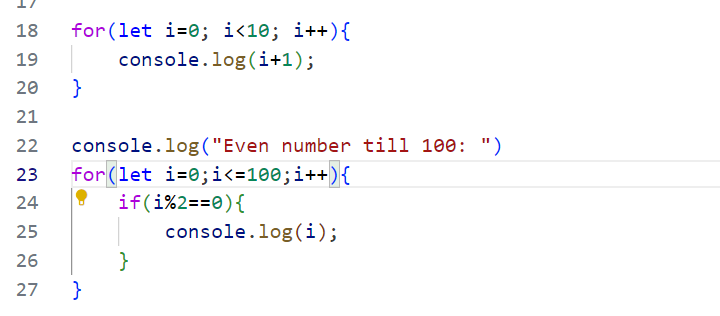 17
18 for(let i=0; i<10; i++){
19     console.log(i+1);
20 }
21
22 console.log("Even number till 100: ")
23 for(let i=0;i<=100;i++){
24     if(i%2==0){
25         console.log(i);
26     }
27 }